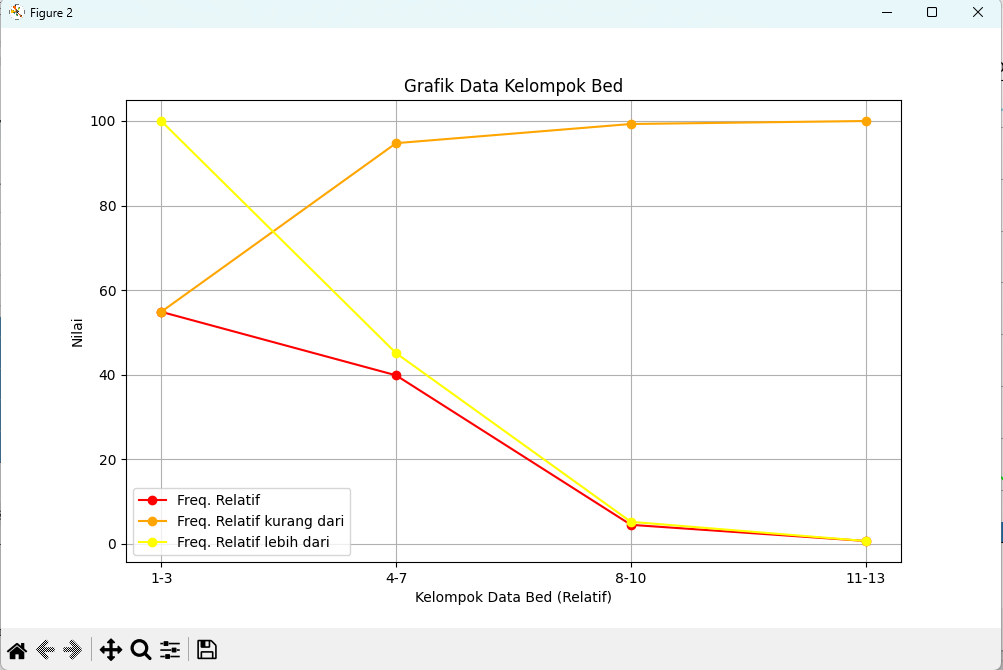 Figure 2
Grafik Data Kelompok Bed
100
80
60
40
20
0
Nilai
Freq. Relatif
Freq. Relatif kurang dari
Freq. Relatif lebih dari
1-3 4-7 8-10 11-13
Kelompok Data Bed (Relatif)